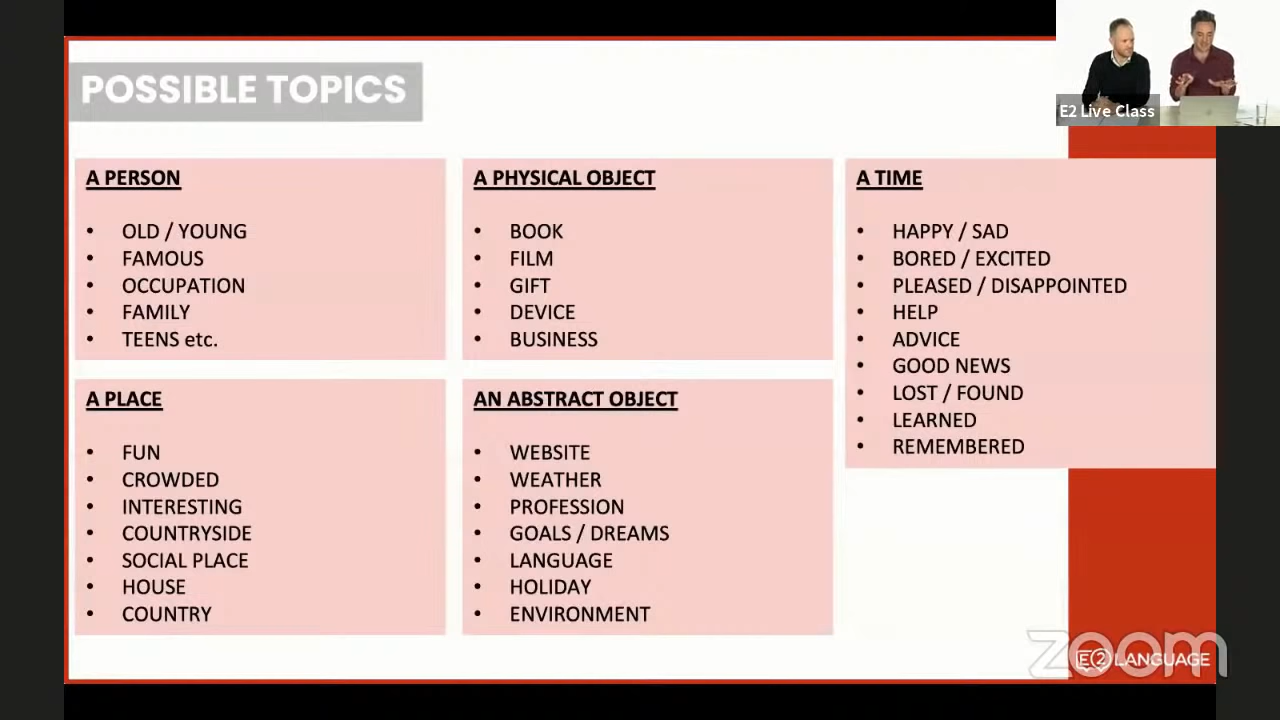 POSSIBLE TOPICS
E2 Live Class
A PERSON
• OLD / YOUNG
• FAMOUS
• OCCUPATION
• FAMILY
• TEENS etc.
A PHYSICAL OBJECT
• BOOK
• FILM
• GIFT
• DEVICE
• BUSINESS
A TIME
• HAPPY / SAD
• BORED / EXCITED
• PLEASED / DISAPPOINTED
• HELP
• ADVICE
• GOOD NEWS
• LOST / FOUND
• LEARNED
• REMEMBERED
A PLACE
• FUN
• CROWDED
• INTERESTING
• COUNTRYSIDE
• SOCIAL PLACE
• HOUSE
• COUNTRY
AN ABSTRACT OBJECT
• WEBSITE
• WEATHER
• PROFESSION
• GOALS / DREAMS
• LANGUAGE
• HOLIDAY
• ENVIRONMENT
zoom
E2 LANGUAGE